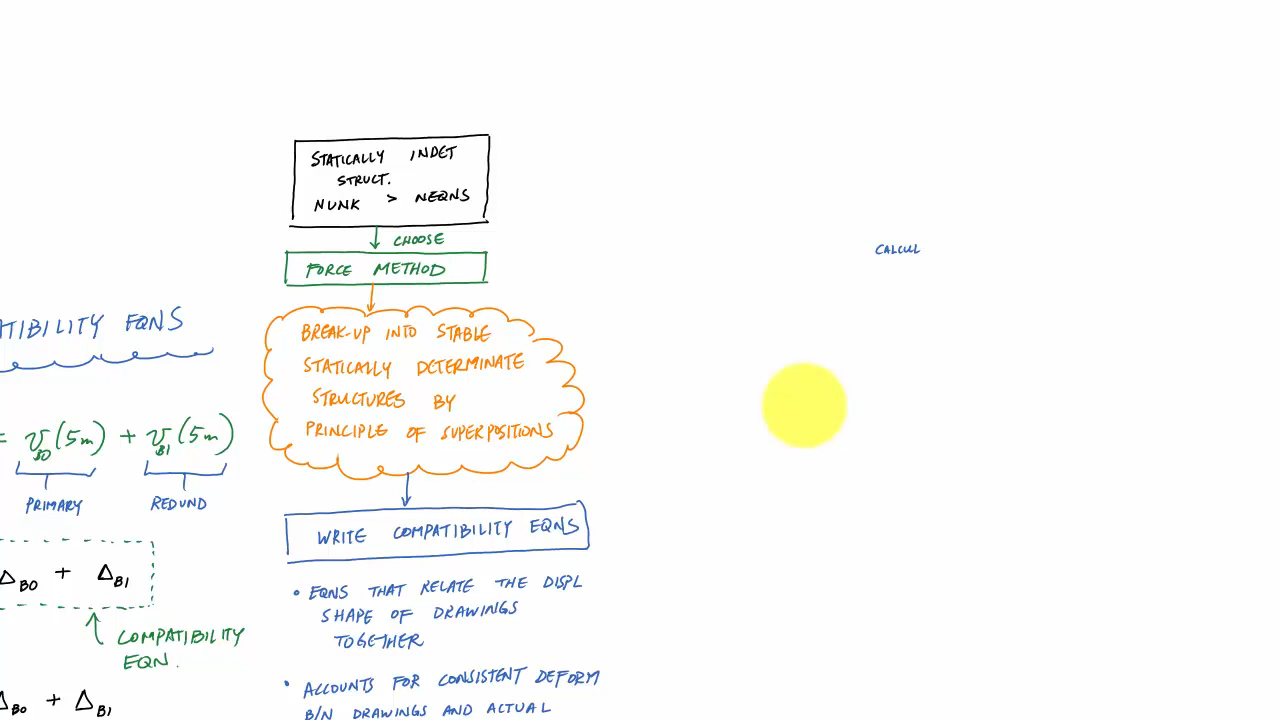 STATICALLY INDET
STRUCT.
NUNK > NEQNS
CHOOSE
FORCE METHOD
BREAK-UP INTO STABLE
STATICALLY DETERMINATE
STRUCTURES BY
PRINCIPLE OF SUPERPOSITIONS
WRITE COMPATIBILITY EQNS
• EQNS THAT RELATE THE DISPL
SHAPE OF DRAWINGS
TOGETHER
• ACCOUNTS FOR CONSISTENT DEFORM
B/N DRAWINGS AND ACTUAL
ATIBILITY EQNS
= v_B0(5m) + v_B1(5m)
PRIMARY REDUND
Δ_B0 + Δ_B1
COMPATIBILITY
EQN.
Δ_B0 + Δ_B1
CALCUL